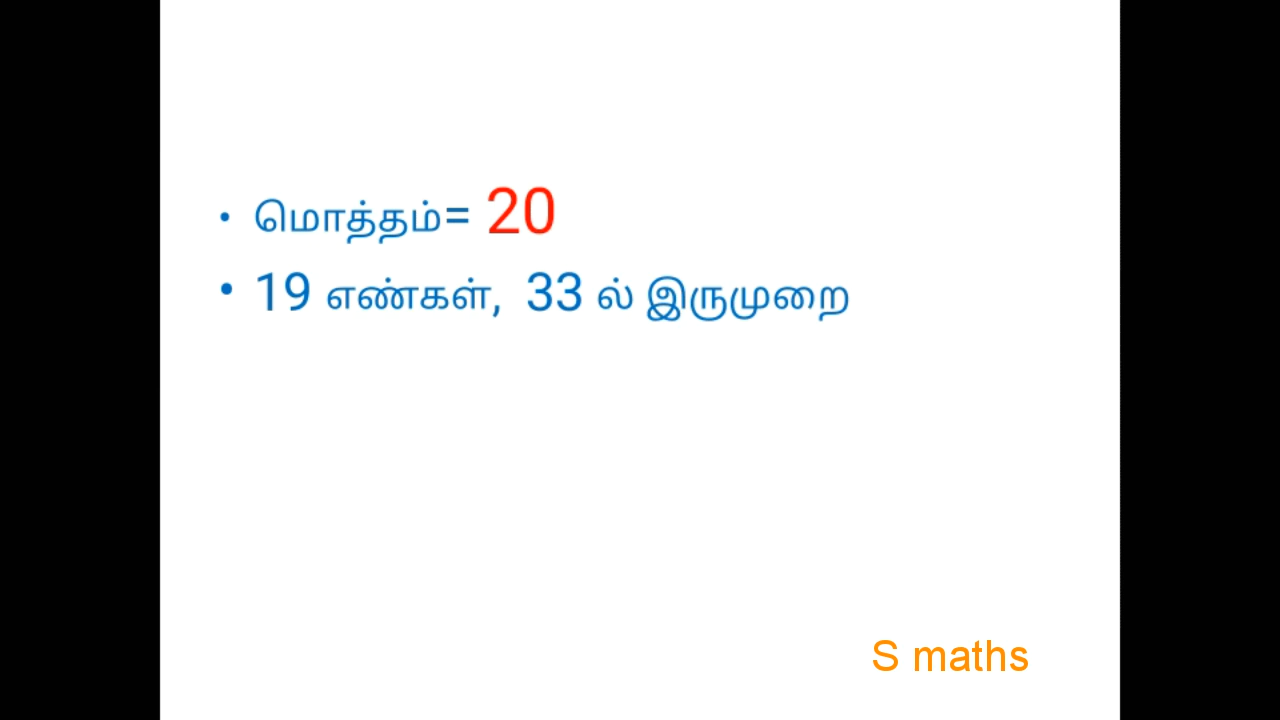 • மொத்தம்= 20
• 19 எண்கள், 33 ல் இருமுறை
S maths